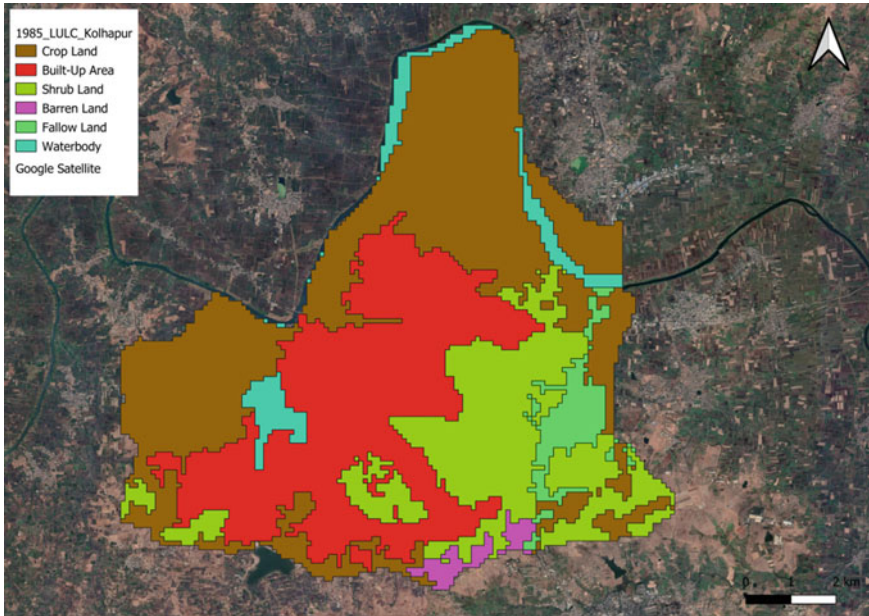 1985_LULC_Kolhapur
Crop Land
Built-Up Area
Shrub Land
Barren Land
Fallow Land
Waterbody
Google Satellite
0 1 2 km